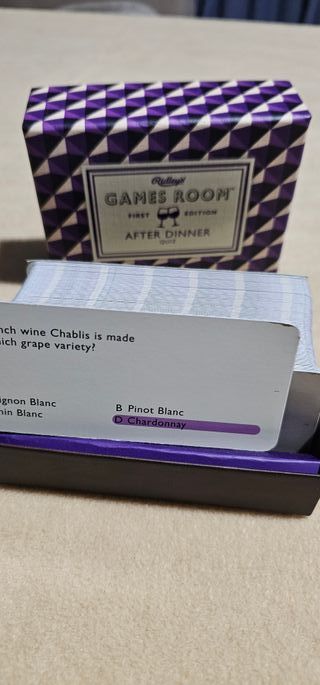 Ridley's
GAMES ROOM™
FIRST EDITION
AFTER DINNER
QUIZ
nch wine Chablis is made
ich grape variety?
ignon Blanc
B Pinot Blanc
nin Blanc
D Chardonnay